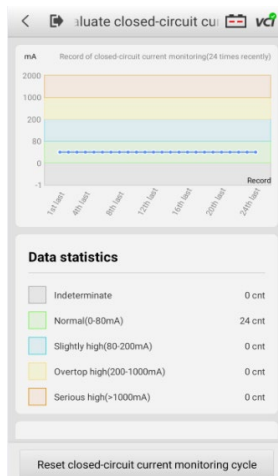 aluate closed-circuit cu
vci
mA
Record of closed-circuit current monitoring(24 times recently)
2000
1000
200
80
0
-1
Record
1st last
4th last
8th last
12th last
16th last
20th last
24th last
Data statistics
Indeterminate 0 cnt
Normal(0-80mA) 24 cnt
Slightly high(80-200mA) 0 cnt
Overtop high(200-1000mA) 0 cnt
Serious high(>1000mA) 0 cnt
Reset closed-circuit current monitoring cycle